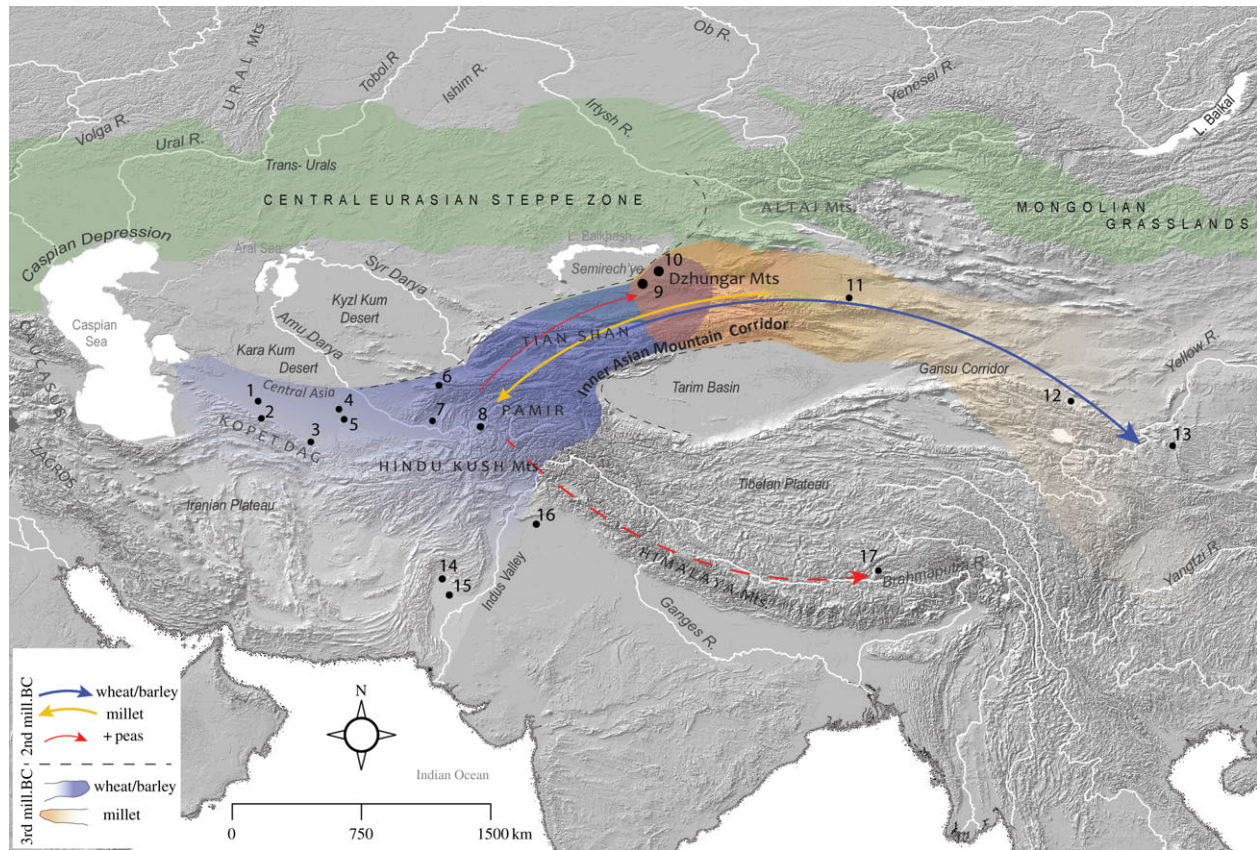 Ob R.
URAL Mts
Tobol.R
Ishim R.
Yenesel R.
L. Baikal
Volga R.
Ural R.
Irtysh R.
Trans- Urals
CENTRAL EURASIAN STEPPE ZONE
ALTAI Mts.
MONGOLIAN
GRASSLANDS
Caspian Depression
Aral Sea
L. Balkhash
Syr Darya
Semirech'ye
10
Dzhungar Mts
9
11
Kyzl Kum
Desert
Caspian
Sea
CAUCASUS
Amu Darya
TIAN SHAN
Inner Asian Mountain Corridor
Kara Kum
Desert
Gansu Corridor
Yellow R.
Tarim Basin
Central Asia
1
2
3
4
5
6
7
8
PAMIR
12
13
KOPET DAG
ZAGROS
HINDU KUSH Mts.
Iranian Plateau
Tibetan Plateau
16
14
15
Indus Valley
17
HIMALAYA Mts.
Brahmaputra R.
Yangtzi R.
Ganges R.
2nd mill.BC
wheat/barley
millet
+ peas
3rd mill.BC
wheat/barley
millet
N
Indian Ocean
0 750 1500 km